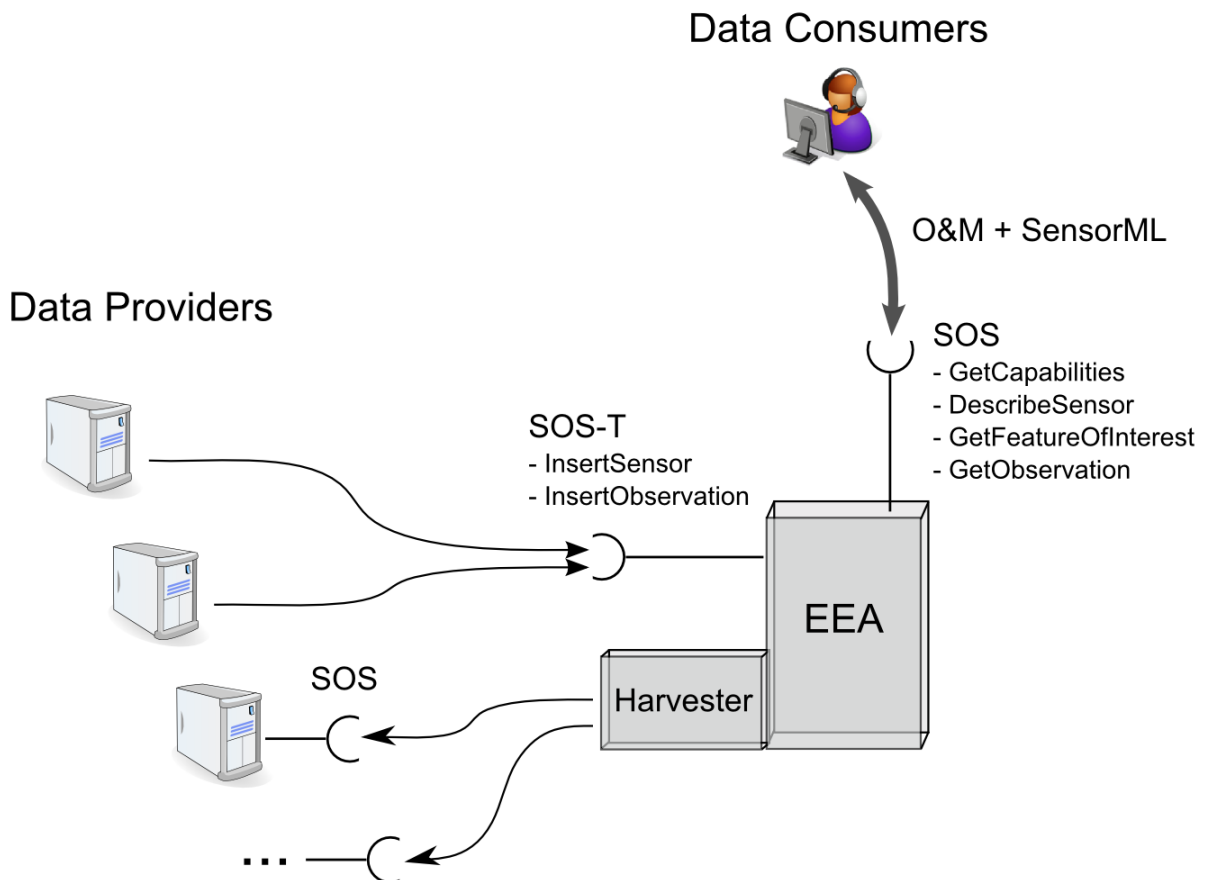 Data Consumers
O&M + SensorML
Data Providers
SOS
- GetCapabilities
- DescribeSensor
- GetFeatureOfInterest
- GetObservation
SOS-T
- InsertSensor
- InsertObservation
EEA
SOS
Harvester
...